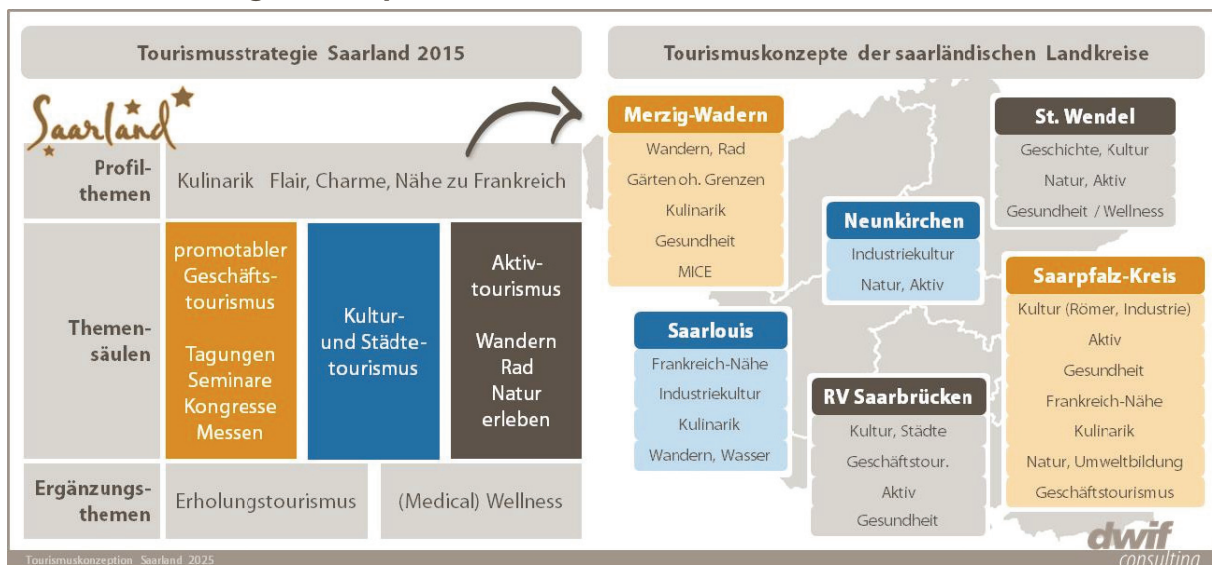 Tourismusstrategie Saarland 2015
Saarland
Profil-
themen
Kulinarik Flair, Charme, Nähe zu Frankreich
Themen-
säulen
promotabler
Geschäfts-
tourismus
Tagungen
Seminare
Kongresse
Messen
Kultur-
und Städte-
tourismus
Aktiv-
tourismus
Wandern
Rad
Natur
erleben
Ergänzungs-
themen
Erholungstourismus
(Medical) Wellness
Tourismuskonzepte der saarländischen Landkreise
Merzig-Wadern
Wandern, Rad
Gärten oh. Grenzen
Kulinarik
Gesundheit
MICE
St. Wendel
Geschichte, Kultur
Natur, Aktiv
Gesundheit / Wellness
Neunkirchen
Industriekultur
Natur, Aktiv
Saarlouis
Frankreich-Nähe
Industriekultur
Kulinarik
Wandern, Wasser
RV Saarbrücken
Kultur, Städte
Geschäftstour.
Aktiv
Gesundheit
Saarpfalz-Kreis
Kultur (Römer, Industrie)
Aktiv
Gesundheit
Frankreich-Nähe
Kulinarik
Natur, Umweltbildung
Geschäftstourismus
Tourismuskonzeption Saarland 2025
dwif
consulting